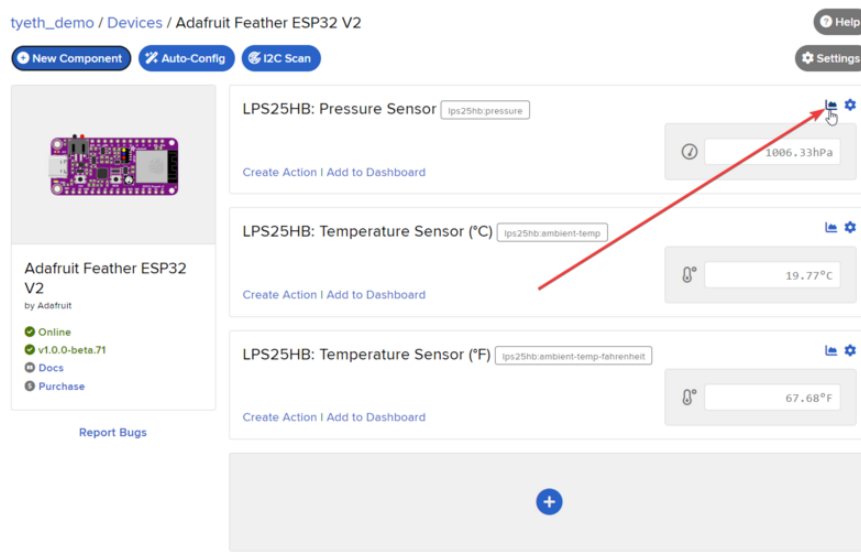 tyeth_demo / Devices / Adafruit Feather ESP32 V2
Help
New Component
Auto-Config
I2C Scan
Settings
Adafruit Feather ESP32
V2
by Adafruit
Online
v1.0.0-beta.71
Docs
Purchase
Report Bugs
LPS25HB: Pressure Sensor lps25hb:pressure
1006.33hPa
Create Action | Add to Dashboard
LPS25HB: Temperature Sensor (°C) lps25hb:ambient-temp
19.77°C
Create Action | Add to Dashboard
LPS25HB: Temperature Sensor (°F) lps25hb:ambient-temp-fahrenheit
67.68°F
Create Action | Add to Dashboard